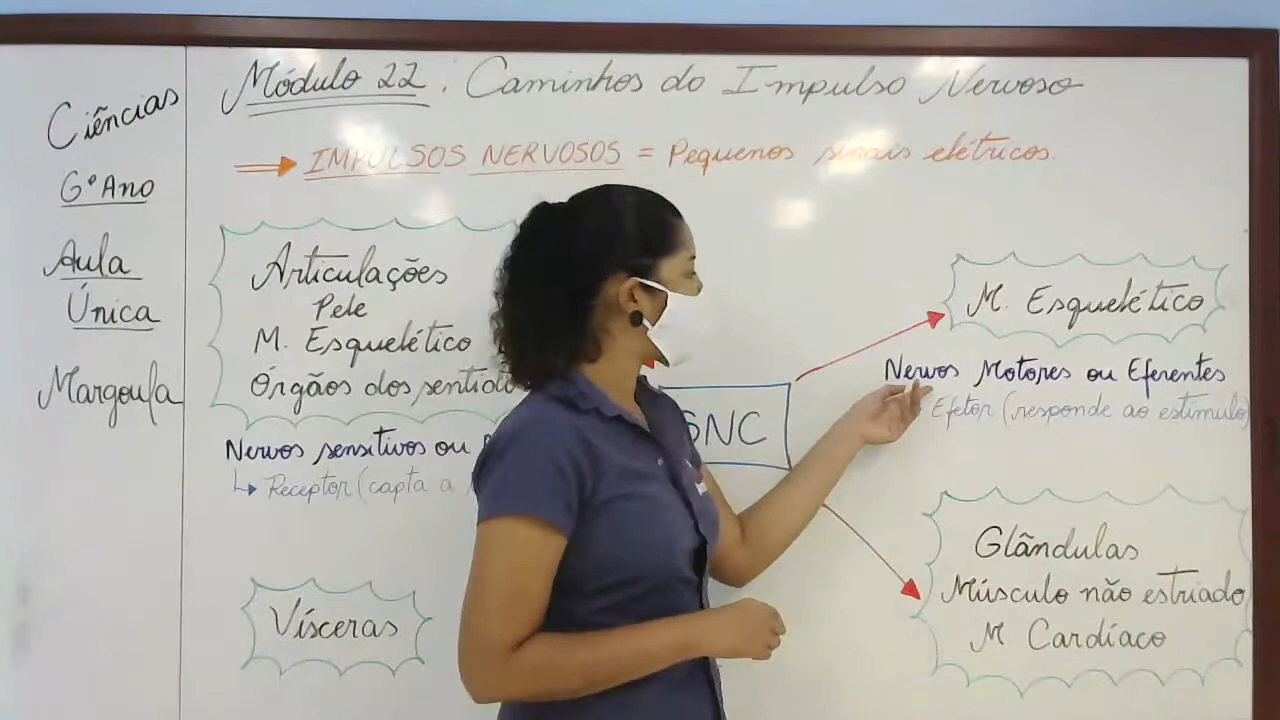 Ciências
6º Ano
Aula
Única
Margoula
Módulo 22 : Caminhos do Impulso Nervoso
IMPULSOS NERVOSOS = Pequenos sinais elétricos.
Articulações
Pele
M. Esquelético
Órgãos dos sentido
Nervos sensitivos ou
Receptor (capta a
Vísceras
SNC
M. Esquelético
Nervos Motores ou Eferentes
Efetor (responde ao estímulo)
Glândulas
Músculo não estriado
M Cardíaco